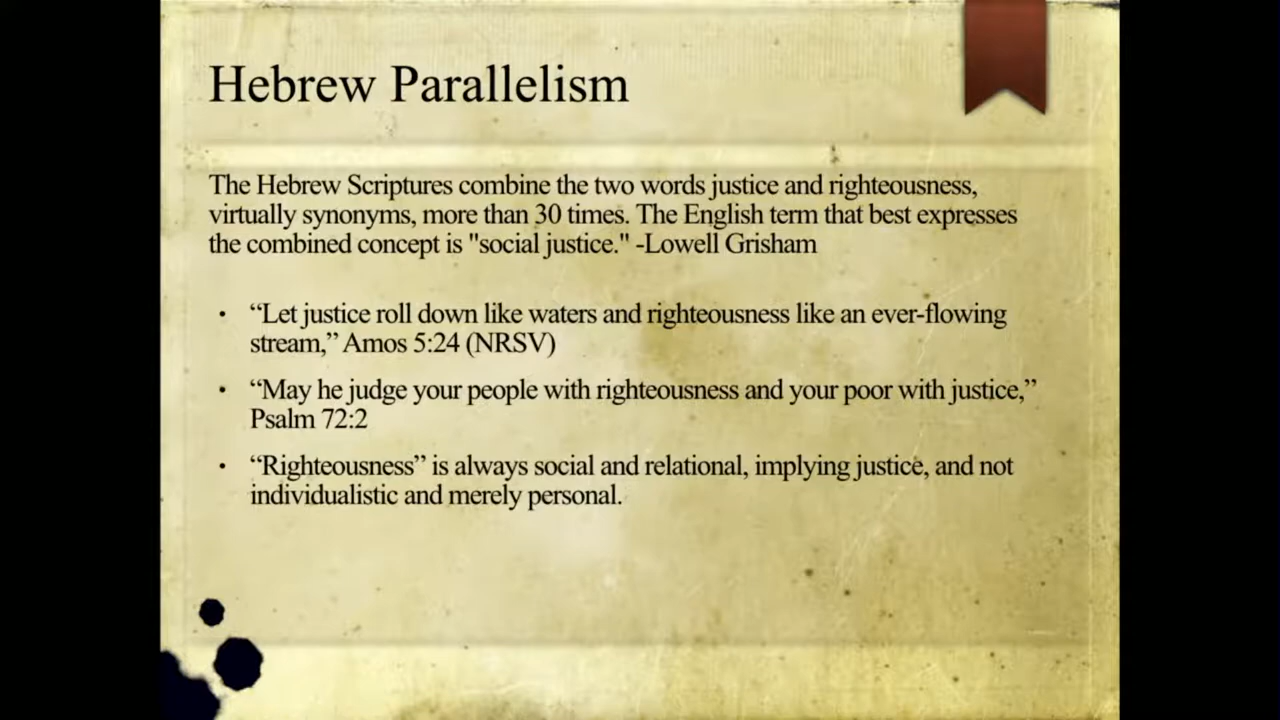 Hebrew Parallelism
The Hebrew Scriptures combine the two words justice and righteousness,
virtually synonyms, more than 30 times. The English term that best expresses
the combined concept is "social justice." -Lowell Grisham
• “Let justice roll down like waters and righteousness like an ever-flowing
stream,” Amos 5:24 (NRSV)
• “May he judge your people with righteousness and your poor with justice,”
Psalm 72:2
• “Righteousness” is always social and relational, implying justice, and not
individualistic and merely personal.